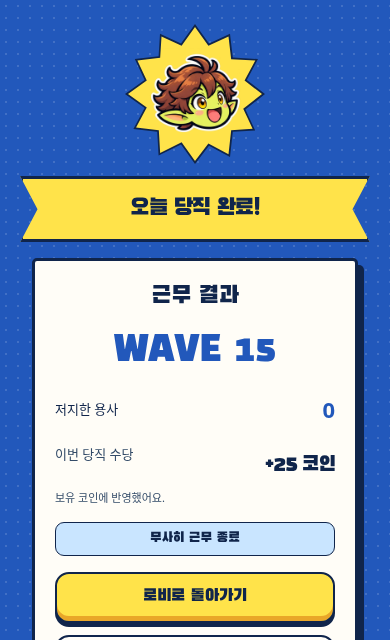 오늘 당직 완료!
근무 결과
WAVE 15
저지한 용사 0
이번 당직 수당 +25 코인
보유 코인에 반영했어요.
무사히 근무 종료
로비로 돌아가기